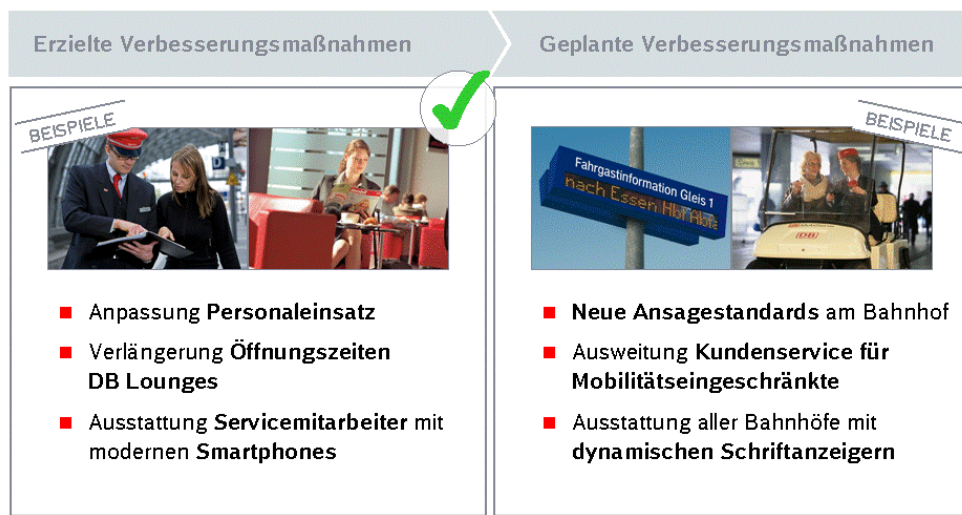 Erzielte Verbesserungsmaßnahmen
Geplante Verbesserungsmaßnahmen
BEISPIELE
Anpassung Personaleinsatz
Verlängerung Öffnungszeiten
DB Lounges
Ausstattung Servicemitarbeiter mit
modernen Smartphones
BEISPIELE
Fahrgastinformation Gleis 1
nach Essen Hbf
DB
Neue Ansagestandards am Bahnhof
Ausweitung Kundenservice für
Mobilitätseingeschränkte
Ausstattung aller Bahnhöfe mit
dynamischen Schriftanzeigern